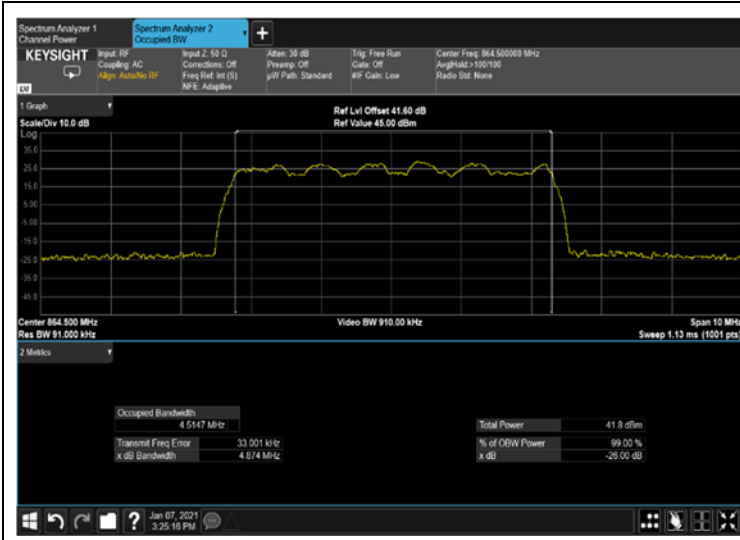 Spectrum Analyzer 1
Channel Power
Spectrum Analyzer 2
Occupied BW
KEYSIGHT
Input: RF
Coupling: AC
Align: Auto/No RF
Input Z: 50 Ω
Corrections: Off
Freq Ref: Int (S)
NFE: Adaptive
Atten: 30 dB
Preamp: Off
µW Path: Standard
Trig: Free Run
Gate: Off
#IF Gain: Low
Center Freq: 864.500000 MHz
Avg|Hold:>100/100
Radio Std: None
LXI
1 Graph
Scale/Div 10.0 dB
Ref Lvl Offset 41.60 dB
Ref Value 45.00 dBm
Log
35.0
25.0
15.0
5.00
-5.00
-15.0
-25.0
-35.0
-45.0
Center 864.500 MHz
Video BW 910.00 kHz
Span 10 MHz
Res BW 91.000 kHz
Sweep 1.13 ms (1001 pts)
2 Metrics
Occupied Bandwidth
4.5147 MHz
Total Power 41.8 dBm
Transmit Freq Error 33.001 kHz
% of OBW Power 99.00 %
x dB Bandwidth 4.874 MHz
x dB -26.00 dB
Jan 07, 2021
3:25:16 PM